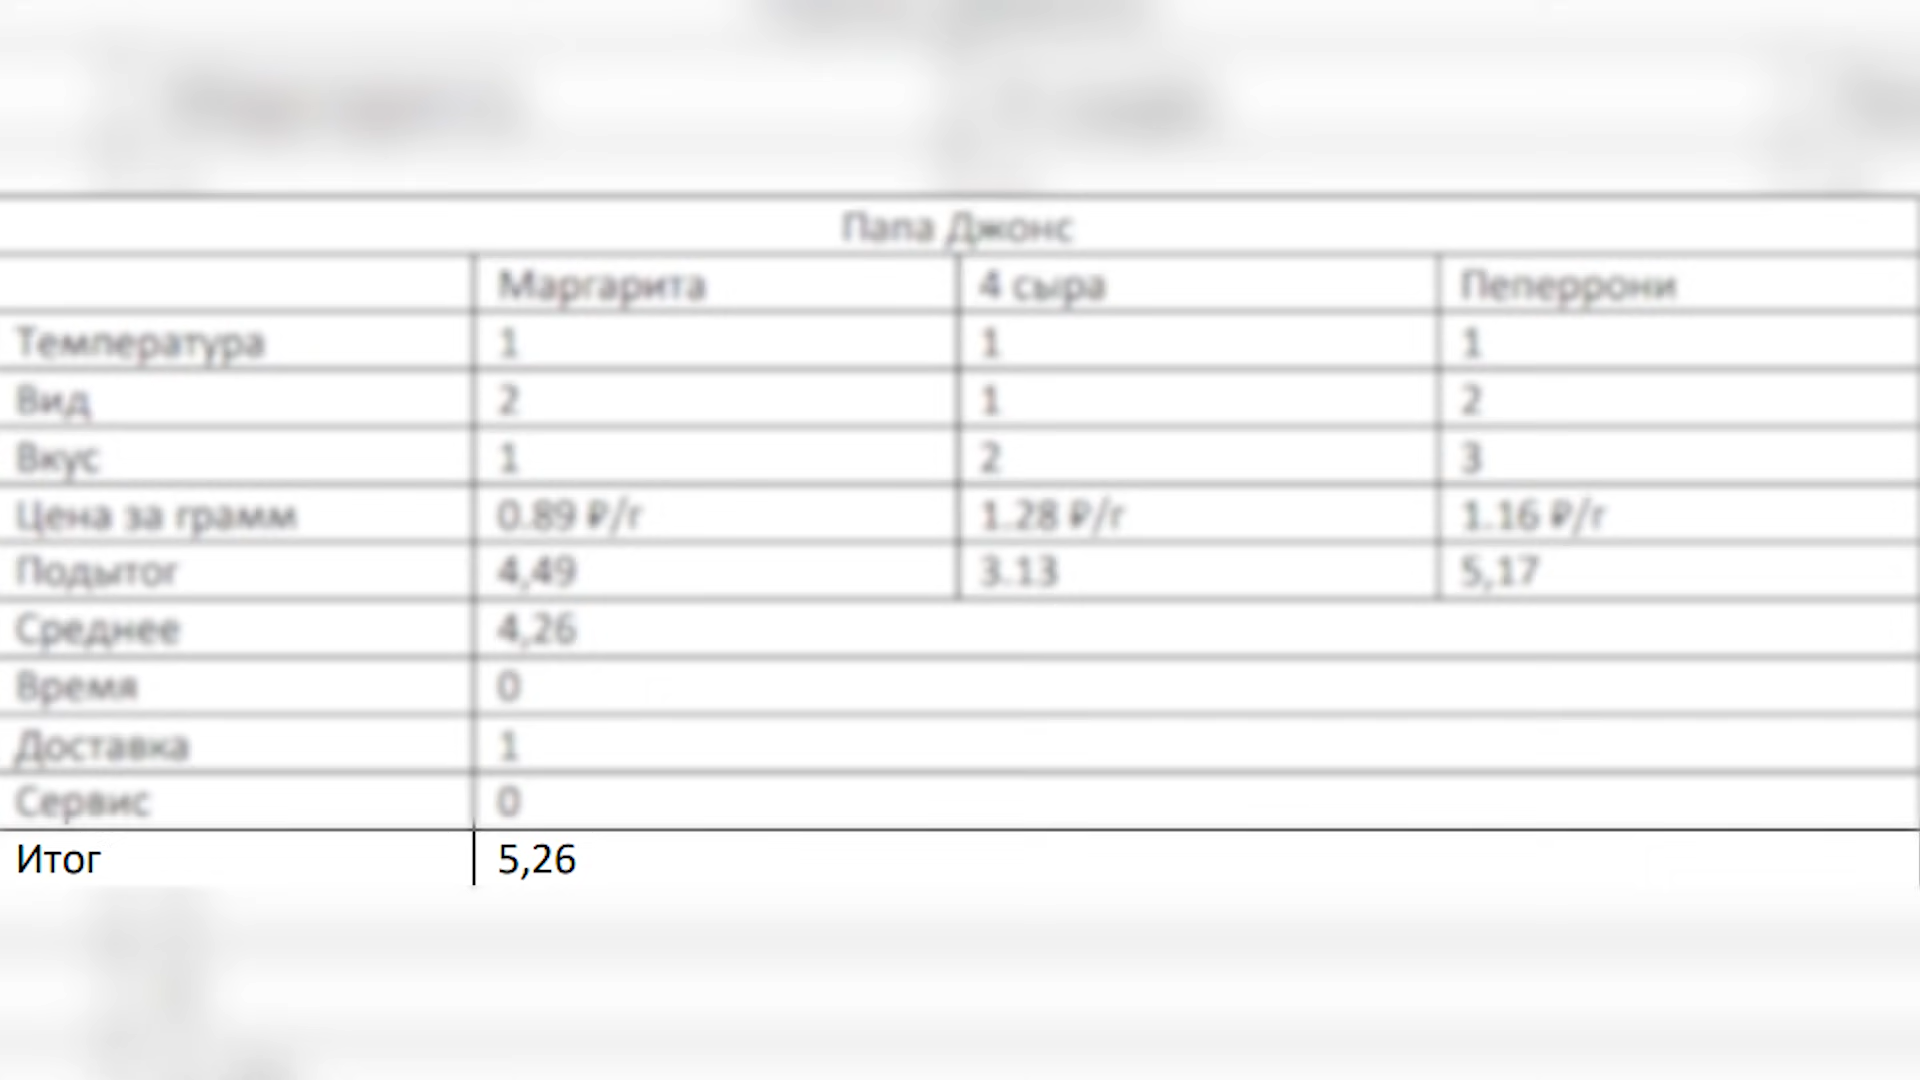 Папа Джонс
Маргарита 4 сыра Пеперрони
Температура 1 1 1
Вид 2 1 2
Вкус 1 2 3
Цена за грамм 0.89 ₽/г 1.28 ₽/г 1.16 ₽/г
Подытог 4,49 3.13 5,17
Среднее 4,26
Время 0
Доставка 1
Сервис 0
Итог 5,26